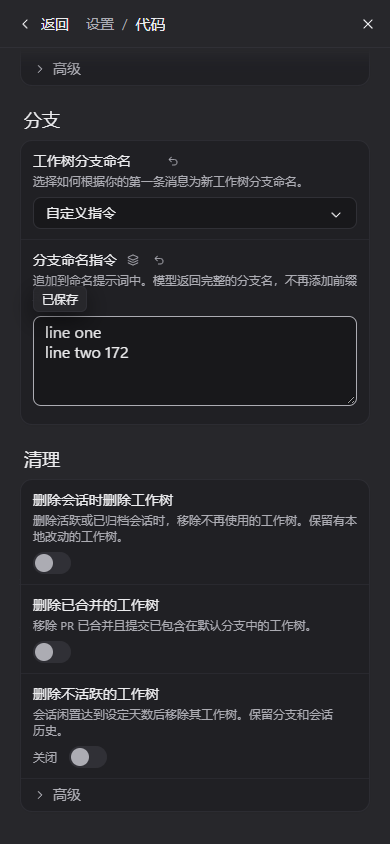 返回 设置 / 代码
高级
分支
工作树分支命名
选择如何根据你的第一条消息为新工作树分支命名。
自定义指令
分支命名指令
追加到命名提示词中。模型返回完整的分支名，不再添加前缀
已保存
line one
line two 172
清理
删除会话时删除工作树
删除活跃或已归档会话时，移除不再使用的工作树。保留有本
地改动的工作树。
删除已合并的工作树
移除 PR 已合并且提交已包含在默认分支中的工作树。
删除不活跃的工作树
会话闲置达到设定天数后移除其工作树。保留分支和会话
历史。
关闭
高级